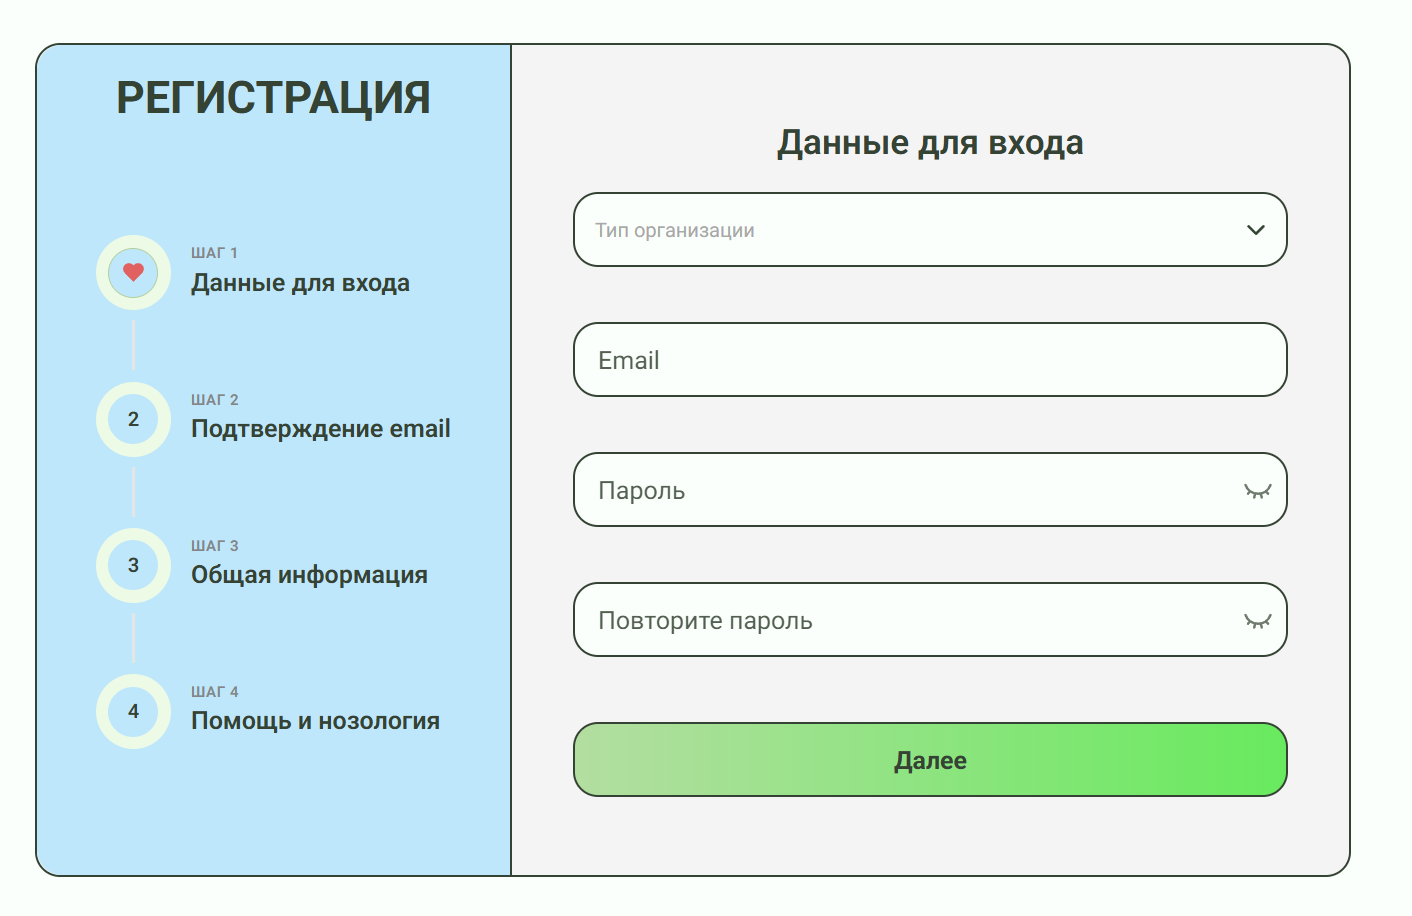 РЕГИСТРАЦИЯ
ШАГ 1
Данные для входа
2
ШАГ 2
Подтверждение email
3
ШАГ 3
Общая информация
4
ШАГ 4
Помощь и нозология
Данные для входа
Тип организации
Email
Пароль
Повторите пароль
Далее